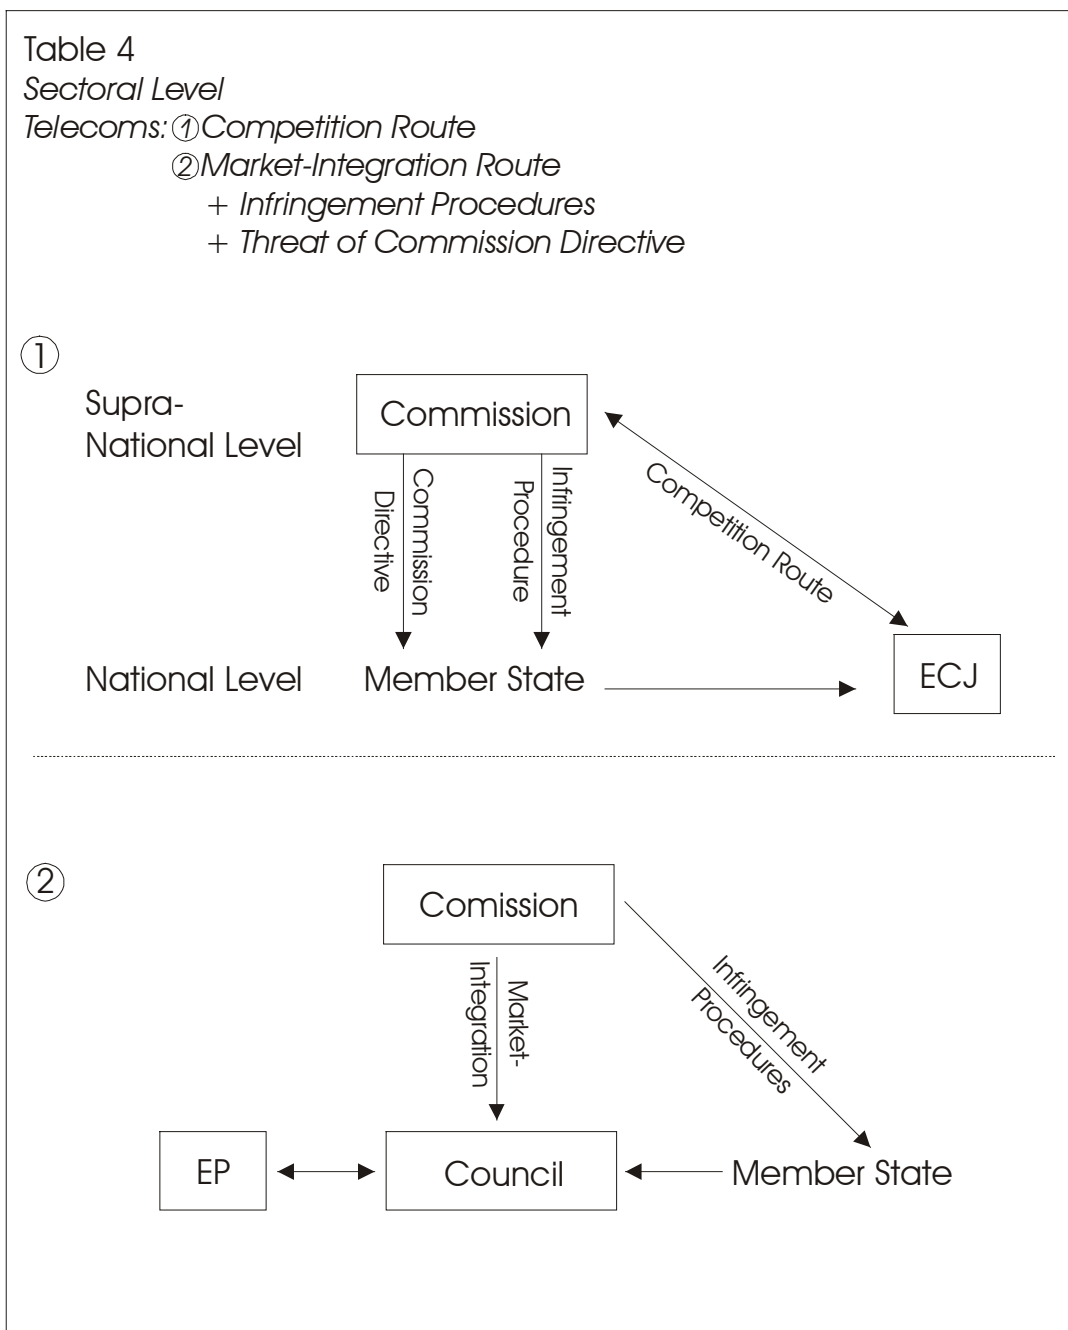 Table 4
Sectoral Level
Telecoms: ①Competition Route
②Market-Integration Route
+ Infringement Procedures
+ Threat of Commission Directive
①
Supra-
National Level
Commission
Commission
Directive
Infringement
Procedure
Competition Route
National Level
Member State
ECJ
②
Comission
Market-
Integration
Infringement
Procedures
EP
Council
Member State